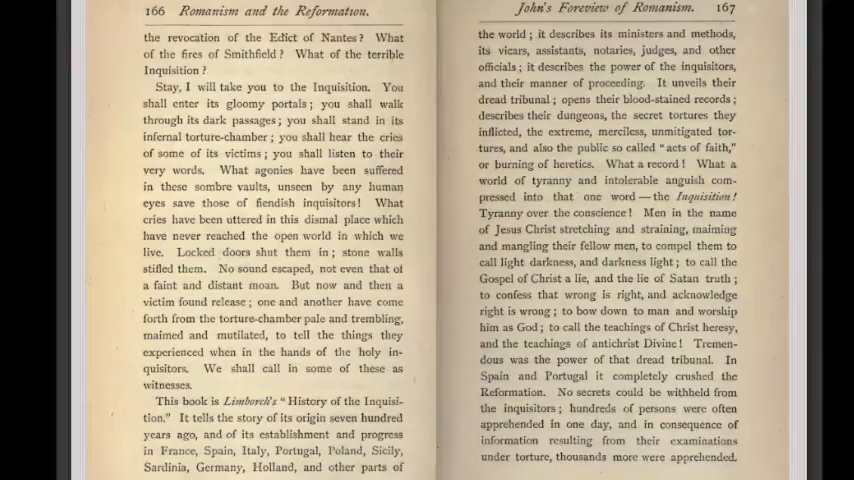 166 Romanism and the Reformation.
the revocation of the Edict of Nantes? What
of the fires of Smithfield? What of the terrible
Inquisition?
Stay, I will take you to the Inquisition. You
shall enter its gloomy portals; you shall walk
through its dark passages; you shall stand in its
infernal torture-chamber; you shall hear the cries
of some of its victims; you shall listen to their
very words. What agonies have been suffered
in these sombre vaults, unseen by any human
eyes save those of fiendish inquisitors! What
cries have been uttered in this dismal place which
have never reached the open world in which we
live. Locked doors shut them in; stone walls
stifled them. No sound escaped, not even that of
a faint and distant moan. But now and then a
victim found release; one and another have come
forth from the torture-chamber pale and trembling,
maimed and mutilated, to tell the things they
experienced when in the hands of the holy in-
quisitors. We shall call in some of these as
witnesses.
This book is Limborch's "History of the Inquisi-
tion." It tells the story of its origin seven hundred
years ago, and of its establishment and progress
in France, Spain, Italy, Portugal, Poland, Sicily,
Sardinia, Germany, Holland, and other parts of
John's Foreview of Romanism. 167
the world; it describes its ministers and methods,
its vicars, assistants, notaries, judges, and other
officials; it describes the power of the inquisitors,
and their manner of proceeding. It unveils their
dread tribunal; opens their blood-stained records;
describes their dungeons, the secret tortures they
inflicted, the extreme, merciless, unmitigated tor-
tures, and also the public so called "acts of faith,"
or burning of heretics. What a record! What a
world of tyranny and intolerable anguish com-
pressed into that one word—the Inquisition!
Tyranny over the conscience! Men in the name
of Jesus Christ stretching and straining, maiming
and mangling their fellow men, to compel them to
call light darkness, and darkness light; to call the
Gospel of Christ a lie, and the lie of Satan truth;
to confess that wrong is right, and acknowledge
right is wrong; to bow down to man and worship
him as God; to call the teachings of Christ heresy,
and the teachings of antichrist Divine! Tremen-
dous was the power of that dread tribunal. In
Spain and Portugal it completely crushed the
Reformation. No secrets could be withheld from
the inquisitors; hundreds of persons were often
apprehended in one day, and in consequence of
information resulting from their examinations
under torture, thousands more were apprehended.